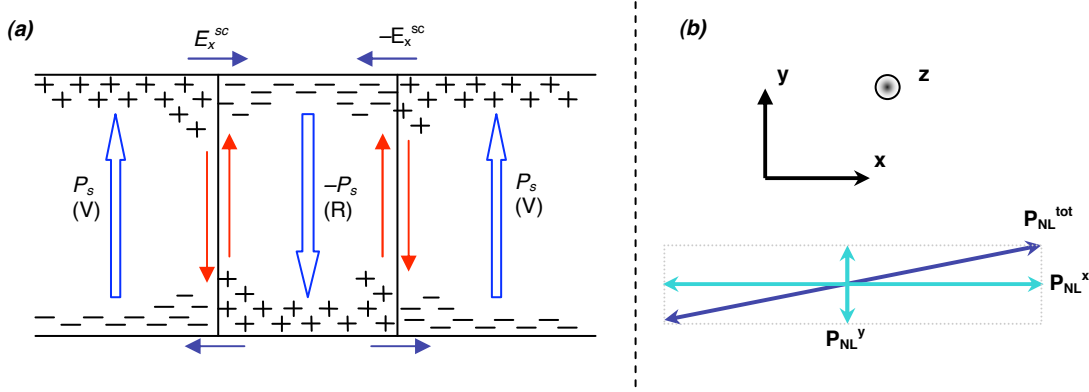 (a)
E_x^sc
–E_x^sc
P_s
(V)
–P_s
(R)
P_s
(V)
(b)
y
z
x
P_NL^tot
P_NL^x
P_NL^y